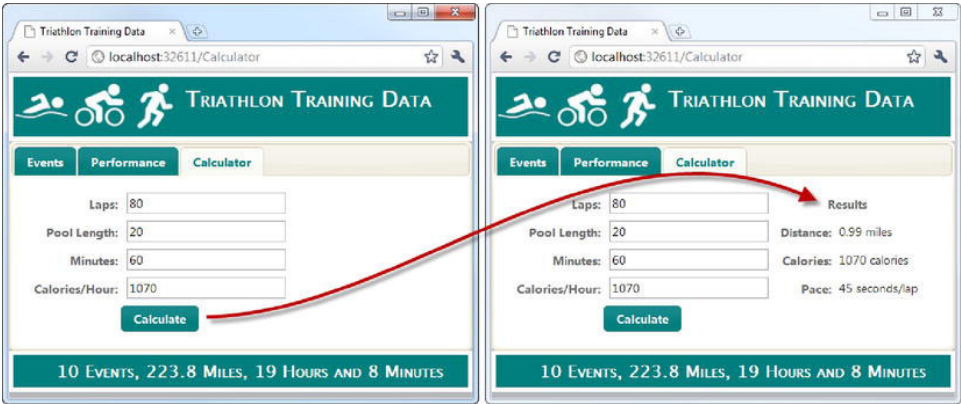 Triathlon Training Data
localhost:32611/Calculator
TRIATHLON TRAINING DATA
Events Performance Calculator
Laps: 80
Pool Length: 20
Minutes: 60
Calories/Hour: 1070
Calculate
10 EVENTS, 223.8 MILES, 19 HOURS AND 8 MINUTES
Triathlon Training Data
localhost:32611/Calculator
TRIATHLON TRAINING DATA
Events Performance Calculator
Laps: 80 Results
Pool Length: 20 Distance: 0.99 miles
Minutes: 60 Calories: 1070 calories
Calories/Hour: 1070 Pace: 45 seconds/lap
Calculate
10 EVENTS, 223.8 MILES, 19 HOURS AND 8 MINUTES